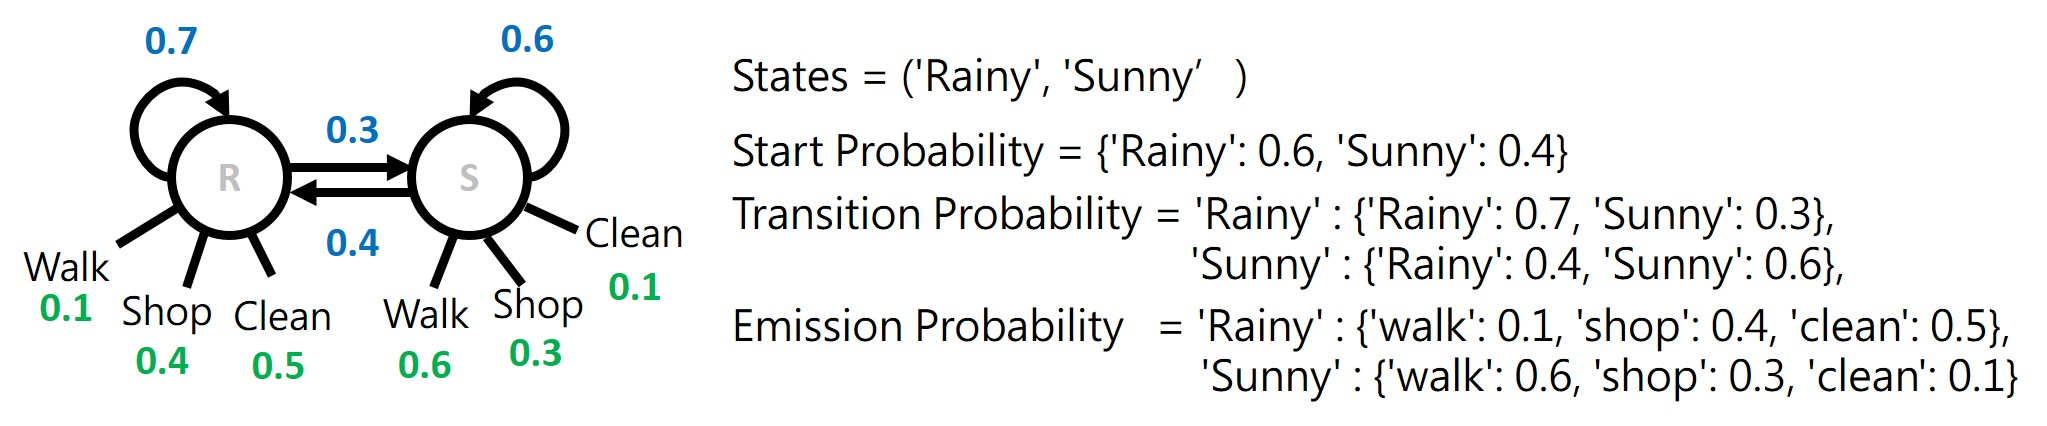 0.7
0.6
0.3
R
S
0.4
Walk
0.1
Shop
0.4
Clean
0.5
Walk
0.6
Shop
0.3
Clean
0.1
States = ('Rainy', 'Sunny’ )
Start Probability = {'Rainy': 0.6, 'Sunny': 0.4}
Transition Probability = 'Rainy' : {'Rainy': 0.7, 'Sunny': 0.3},
'Sunny' : {'Rainy': 0.4, 'Sunny': 0.6},
Emission Probability = 'Rainy' : {'walk': 0.1, 'shop': 0.4, 'clean': 0.5},
'Sunny' : {'walk': 0.6, 'shop': 0.3, 'clean': 0.1}